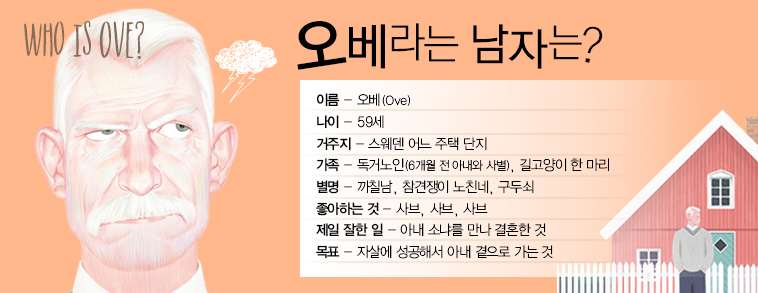 WHO IS OVE?
오베라는 남자는?
이름 – 오베(Ove)
나이 – 59세
거주지 – 스웨덴 어느 주택 단지
가족 – 독거노인(6개월 전 아내와 사별), 길고양이 한 마리
별명 – 까칠남, 참견쟁이 노친네, 구두쇠
좋아하는 것 – 사브, 사브, 사브
제일 잘한 일 – 아내 소냐를 만나 결혼한 것
목표 – 자살에 성공해서 아내 곁으로 가는 것